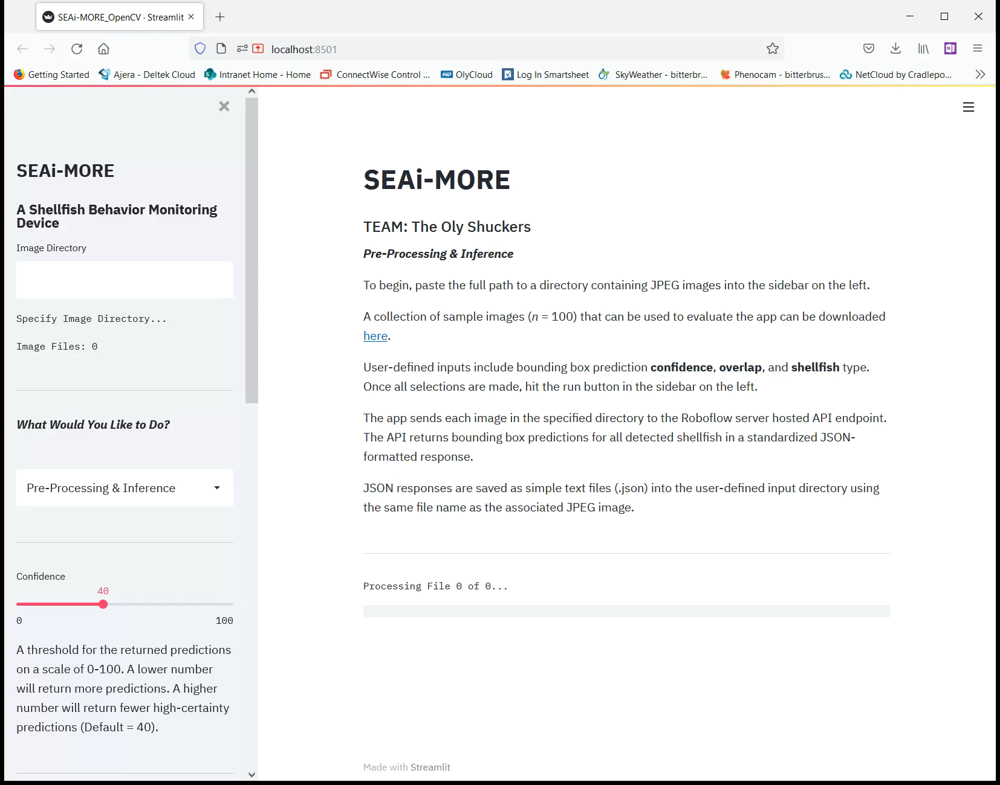 SEAi-MORE_OpenCV · Streamlit
localhost:8501
Getting Started
Ajera - Deltek Cloud
Intranet Home - Home
ConnectWise Control ...
OlyCloud
Log In Smartsheet
SkyWeather - bitterbr...
Phenocam - bitterbrus...
NetCloud by Cradlepo...
SEAi-MORE
A Shellfish Behavior Monitoring
Device
Image Directory
Specify Image Directory...
Image Files: 0
What Would You Like to Do?
Pre-Processing & Inference
Confidence
40
0 100
A threshold for the returned predictions
on a scale of 0-100. A lower number
will return more predictions. A higher
number will return fewer high-certainty
predictions (Default = 40).
SEAi-MORE
TEAM: The Oly Shuckers
Pre-Processing & Inference
To begin, paste the full path to a directory containing JPEG images into the sidebar on the left.
A collection of sample images (n = 100) that can be used to evaluate the app can be downloaded
here.
User-defined inputs include bounding box prediction confidence, overlap, and shellfish type.
Once all selections are made, hit the run button in the sidebar on the left.
The app sends each image in the specified directory to the Roboflow server hosted API endpoint.
The API returns bounding box predictions for all detected shellfish in a standardized JSON-
formatted response.
JSON responses are saved as simple text files (.json) into the user-defined input directory using
the same file name as the associated JPEG image.
Processing File 0 of 0...
Made with Streamlit